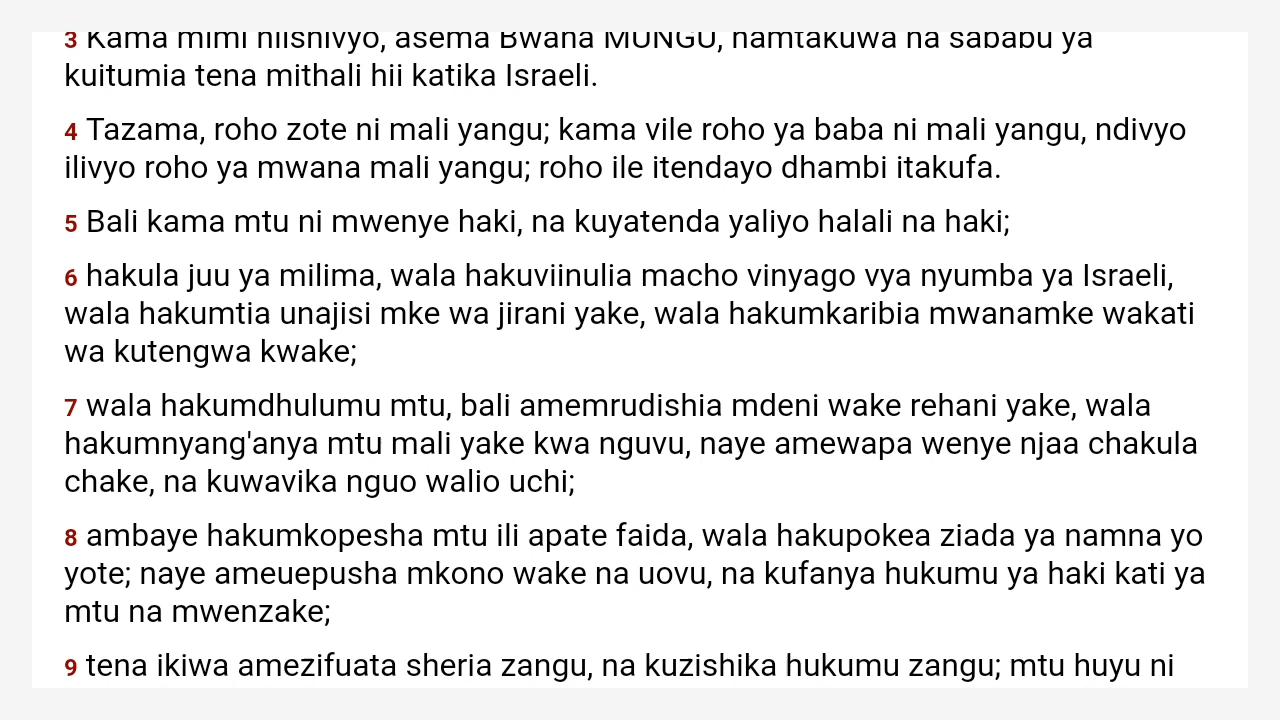 3 Kama mimi niishivyo, asema Bwana MUNGU, hamtakuwa na sababu ya
kuitumia tena mithali hii katika Israeli.
4 Tazama, roho zote ni mali yangu; kama vile roho ya baba ni mali yangu, ndivyo
ilivyo roho ya mwana mali yangu; roho ile itendayo dhambi itakufa.
5 Bali kama mtu ni mwenye haki, na kuyatenda yaliyo halali na haki;
6 hakula juu ya milima, wala hakuviinulia macho vinyago vya nyumba ya Israeli,
wala hakumtia unajisi mke wa jirani yake, wala hakumkaribia mwanamke wakati
wa kutengwa kwake;
7 wala hakumdhulumu mtu, bali amemrudishia mdeni wake rehani yake, wala
hakumnyang'anya mtu mali yake kwa nguvu, naye amewapa wenye njaa chakula
chake, na kuwavika nguo walio uchi;
8 ambaye hakumkopesha mtu ili apate faida, wala hakupokea ziada ya namna yo
yote; naye ameuepusha mkono wake na uovu, na kufanya hukumu ya haki kati ya
mtu na mwenzake;
9 tena ikiwa amezifuata sheria zangu, na kuzishika hukumu zangu; mtu huyu ni